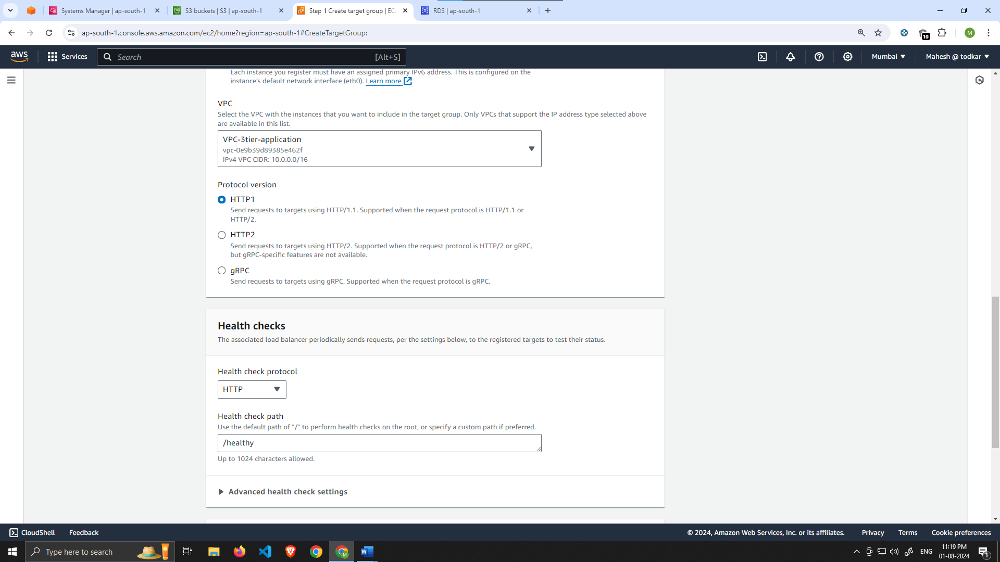 Systems Manager | ap-south-1
S3 buckets | S3 | ap-south-1
Step 1 Create target group | EC2
RDS | ap-south-1
ap-south-1.console.aws.amazon.com/ec2/home?region=ap-south-1#CreateTargetGroup:
10
M
aws
Services
Search
[Alt+S]
Mumbai
Mahesh @ todkar
Each instance you register must have an assigned primary IPv6 address. This is configured on the
instance's default network interface (eth0). Learn more
VPC
Select the VPC with the instances that you want to include in the target group. Only VPCs that support the IP address type selected above
are available in this list.
VPC-3tier-application
vpc-0e9b39d89385e462f
IPv4 VPC CIDR: 10.0.0.0/16
Protocol version
HTTP1
Send requests to targets using HTTP/1.1. Supported when the request protocol is HTTP/1.1 or
HTTP/2.
HTTP2
Send requests to targets using HTTP/2. Supported when the request protocol is HTTP/2 or gRPC,
but gRPC-specific features are not available.
gRPC
Send requests to targets using gRPC. Supported when the request protocol is gRPC.
Health checks
The associated load balancer periodically sends requests, per the settings below, to the registered targets to test their status.
Health check protocol
HTTP
Health check path
Use the default path of "/" to perform health checks on the root, or specify a custom path if preferred.
/healthy
Up to 1024 characters allowed.
Advanced health check settings
CloudShell
Feedback
© 2024, Amazon Web Services, Inc. or its affiliates.
Privacy
Terms
Cookie preferences
Type here to search
ENG
11:19 PM
01-08-2024
1